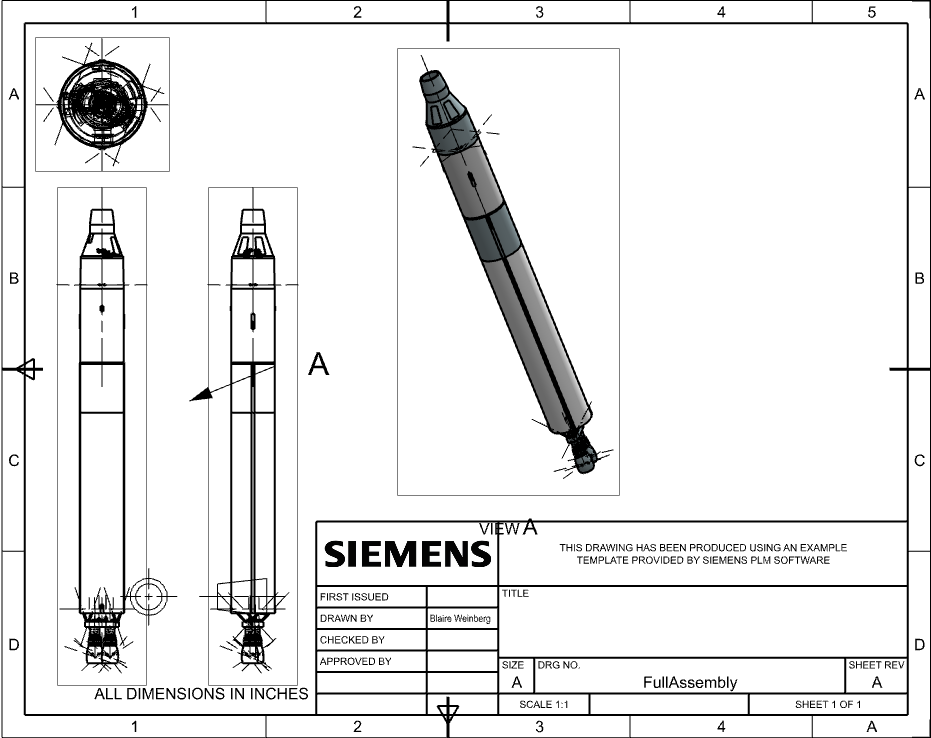 1 2 3 4 5
A A
B B
A
C C
VIEW A
SIEMENS
THIS DRAWING HAS BEEN PRODUCED USING AN EXAMPLE
TEMPLATE PROVIDED BY SIEMENS PLM SOFTWARE
FIRST ISSUED
TITLE
DRAWN BY Blaire Weinberg
CHECKED BY
D D
APPROVED BY
SIZE DRG NO. SHEET REV
A FullAssembly A
ALL DIMENSIONS IN INCHES
SCALE 1:1 SHEET 1 OF 1
1 2 3 4 A